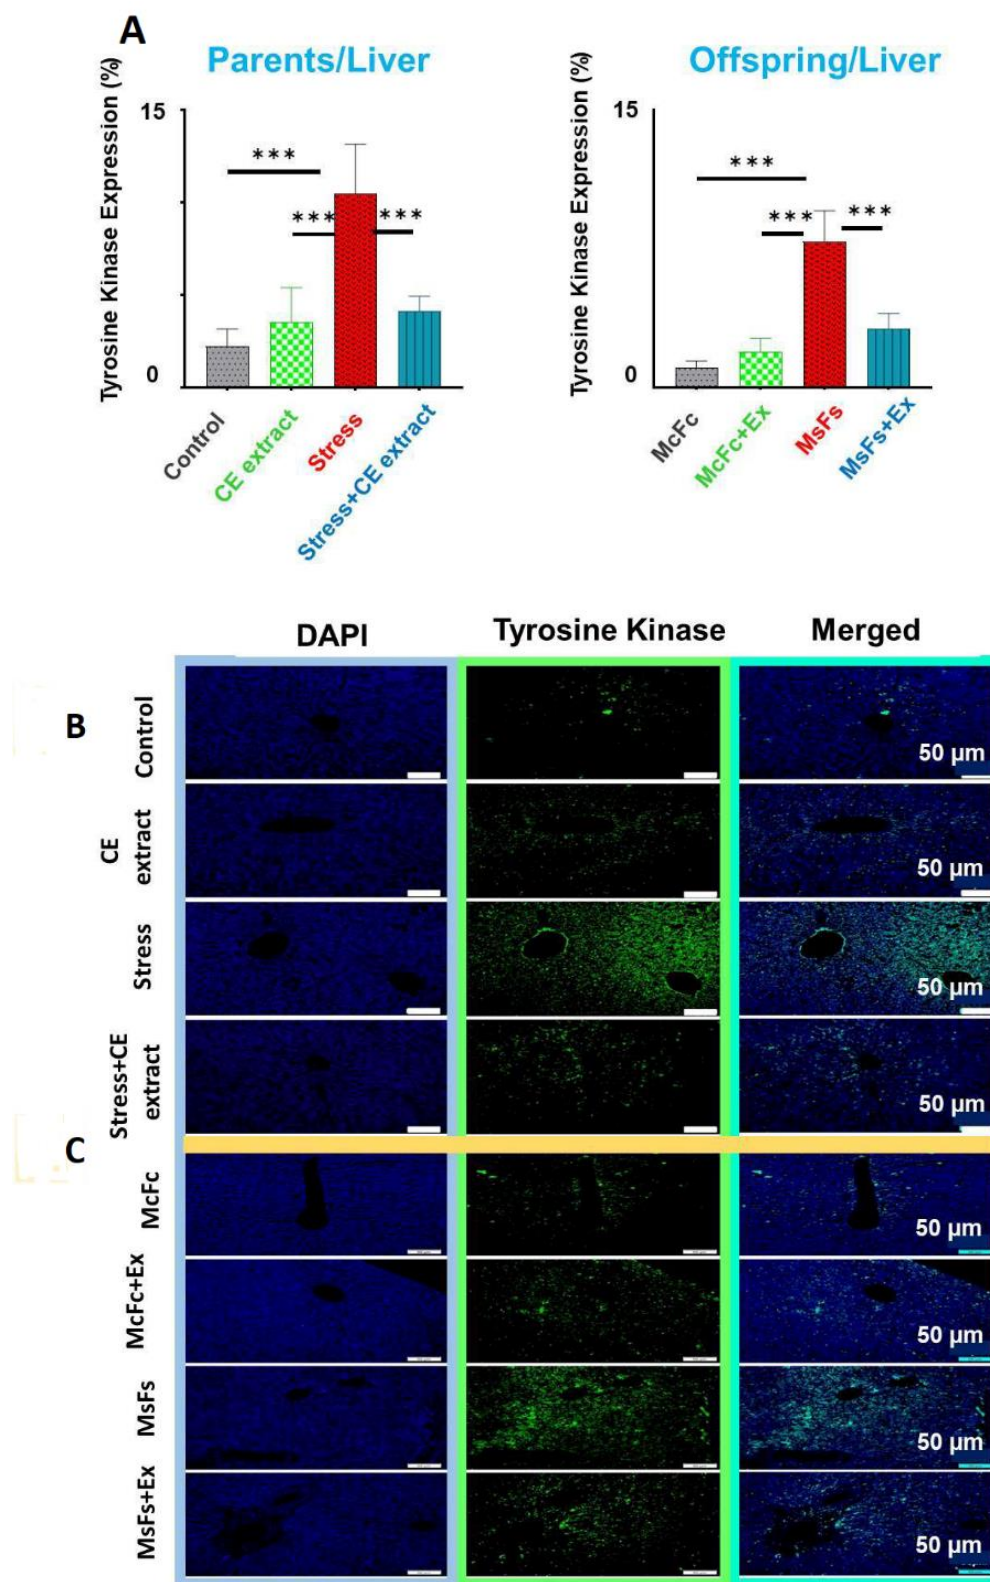 A
Parents/Liver
Tyrosine Kinase Expression (%)
15
0
***
***
***
Control
CE extract
Stress
Stress+CE extract
Offspring/Liver
Tyrosine Kinase Expression (%)
15
0
***
***
***
McFc
McFc+Ex
MsFs
MsFs+Ex
DAPI
Tyrosine Kinase
Merged
B
Control
50 µm
CE
extract
50 µm
Stress
50 µm
Stress+CE
extract
50 µm
C
McFc
50 µm
McFc+Ex
50 µm
MsFs
50 µm
MsFs+Ex
50 µm